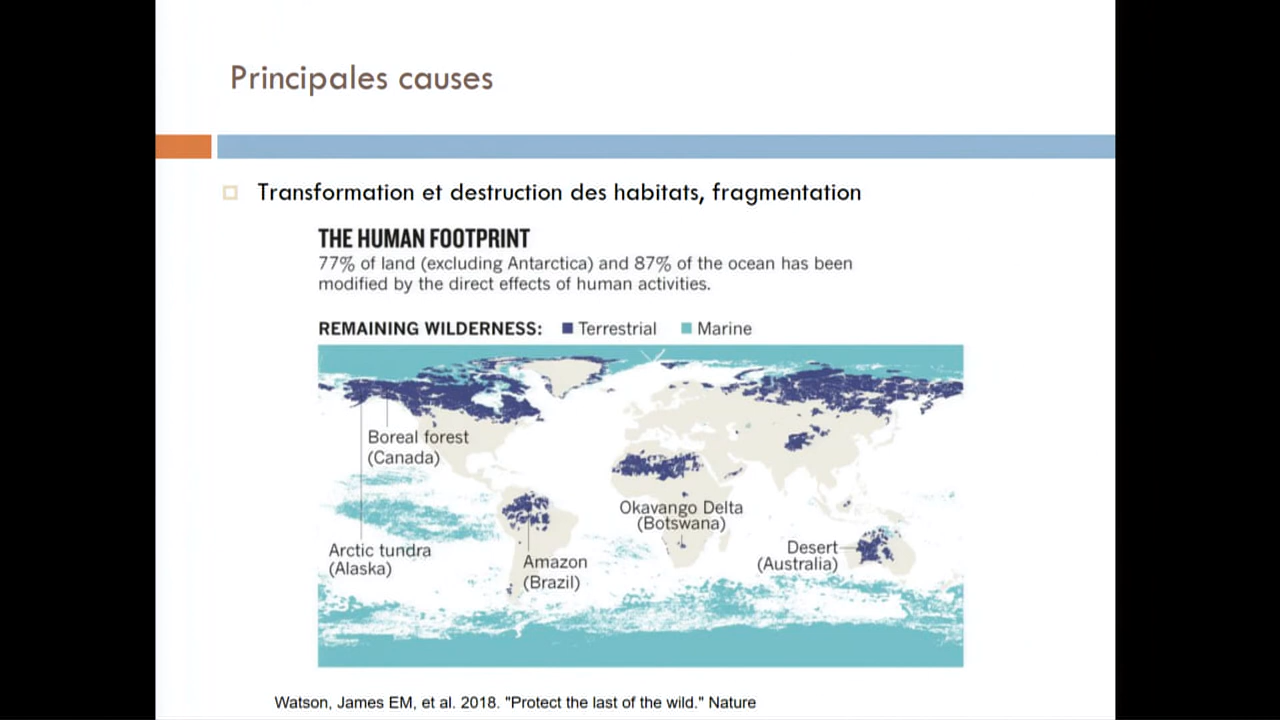 Principales causes
Transformation et destruction des habitats, fragmentation
THE HUMAN FOOTPRINT
77% of land (excluding Antarctica) and 87% of the ocean has been
modified by the direct effects of human activities.
REMAINING WILDERNESS: Terrestrial Marine
Boreal forest
(Canada)
Okavango Delta
(Botswana)
Arctic tundra
(Alaska)
Amazon
(Brazil)
Desert
(Australia)
Watson, James EM, et al. 2018. "Protect the last of the wild." Nature